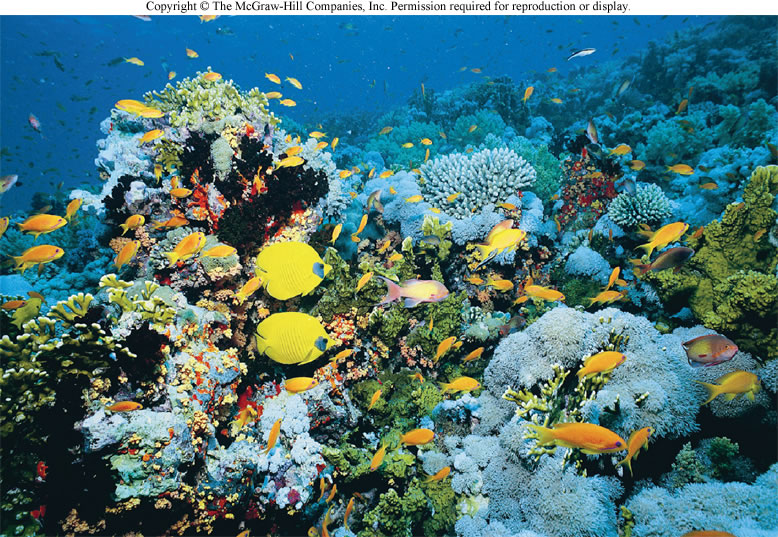 Copyright © The McGraw-Hill Companies, Inc. Permission required for reproduction or display.